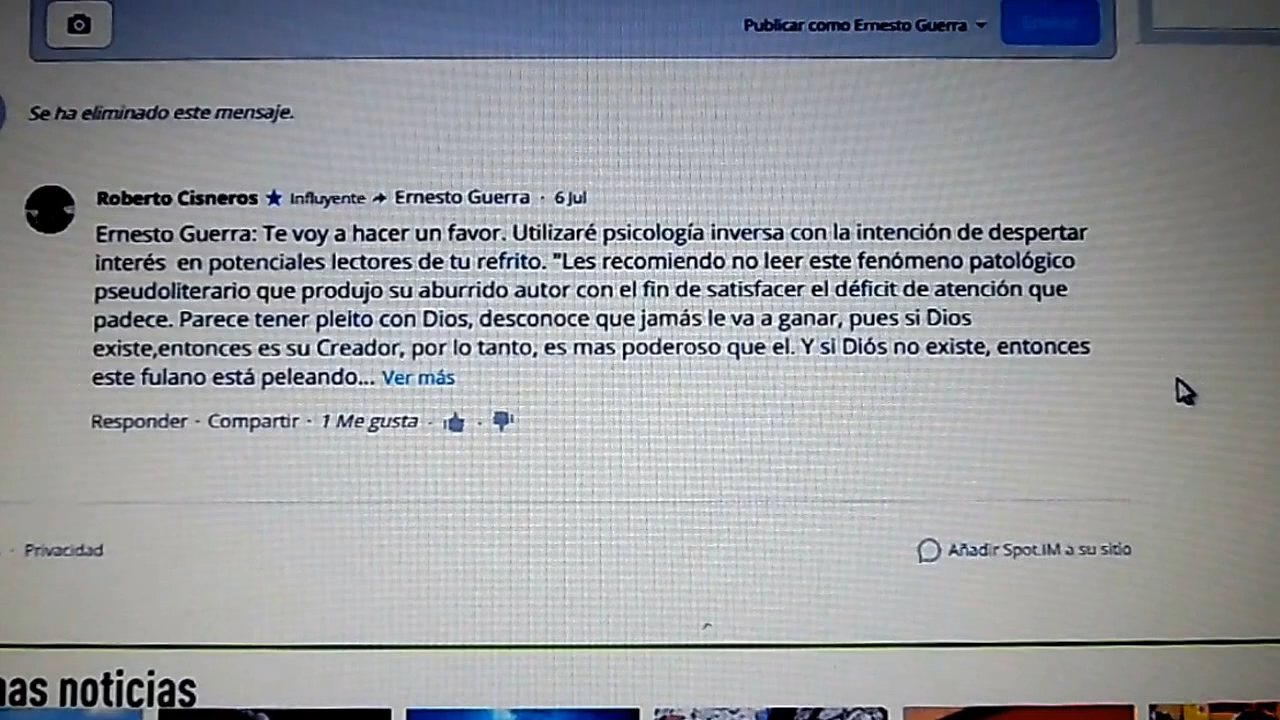 Publicar como Ernesto Guerra
Se ha eliminado este mensaje.
Roberto Cisneros ★ Influyente → Ernesto Guerra · 6 Jul
Ernesto Guerra: Te voy a hacer un favor. Utilizaré psicología inversa con la intención de despertar
interés en potenciales lectores de tu refrito. "Les recomiendo no leer este fenómeno patológico
pseudoliterario que produjo su aburrido autor con el fin de satisfacer el déficit de atención que
padece. Parece tener pleito con Dios, desconoce que jamás le va a ganar, pues si Dios
existe,entonces es su Creador, por lo tanto, es mas poderoso que el. Y si Diós no existe, entonces
este fulano está peleando... Ver más
Responder · Compartir · 1 Me gusta · ·
· Privacidad
Añadir Spot.IM a su sitio
as noticias